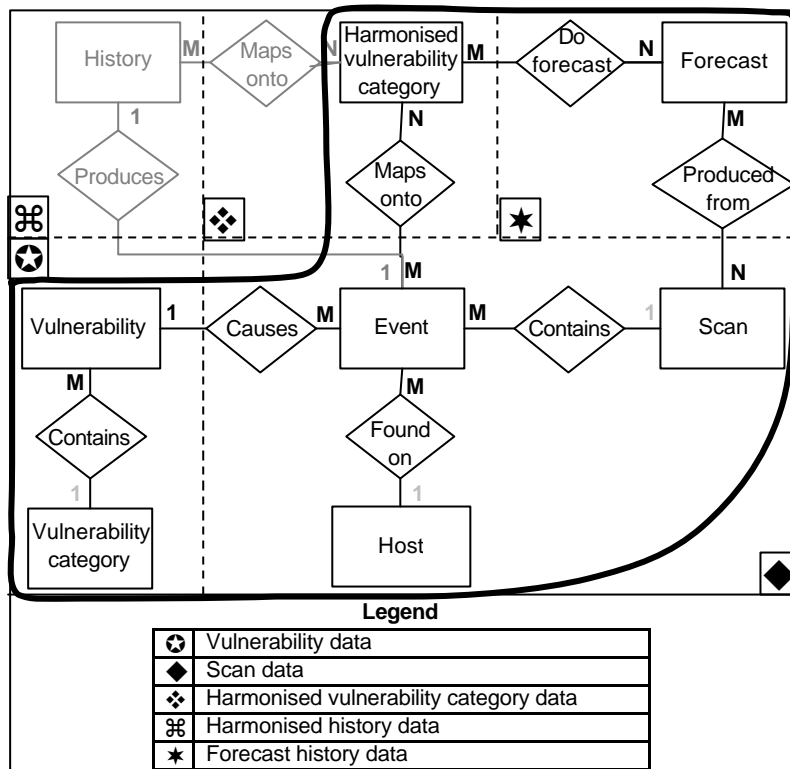 History
M
Maps
onto
N
Harmonised
vulnerability
category
M
Do
forecast
N
Forecast
1
N
M
Produces
Maps
onto
Produced
from
1
M
N
Vulnerability
1
Causes
M
Event
M
Contains
1
Scan
M
M
Contains
Found
on
1
1
Vulnerability
category
Host
Legend
✪ Vulnerability data
◆ Scan data
❖ Harmonised vulnerability category data
⌘ Harmonised history data
✶ Forecast history data